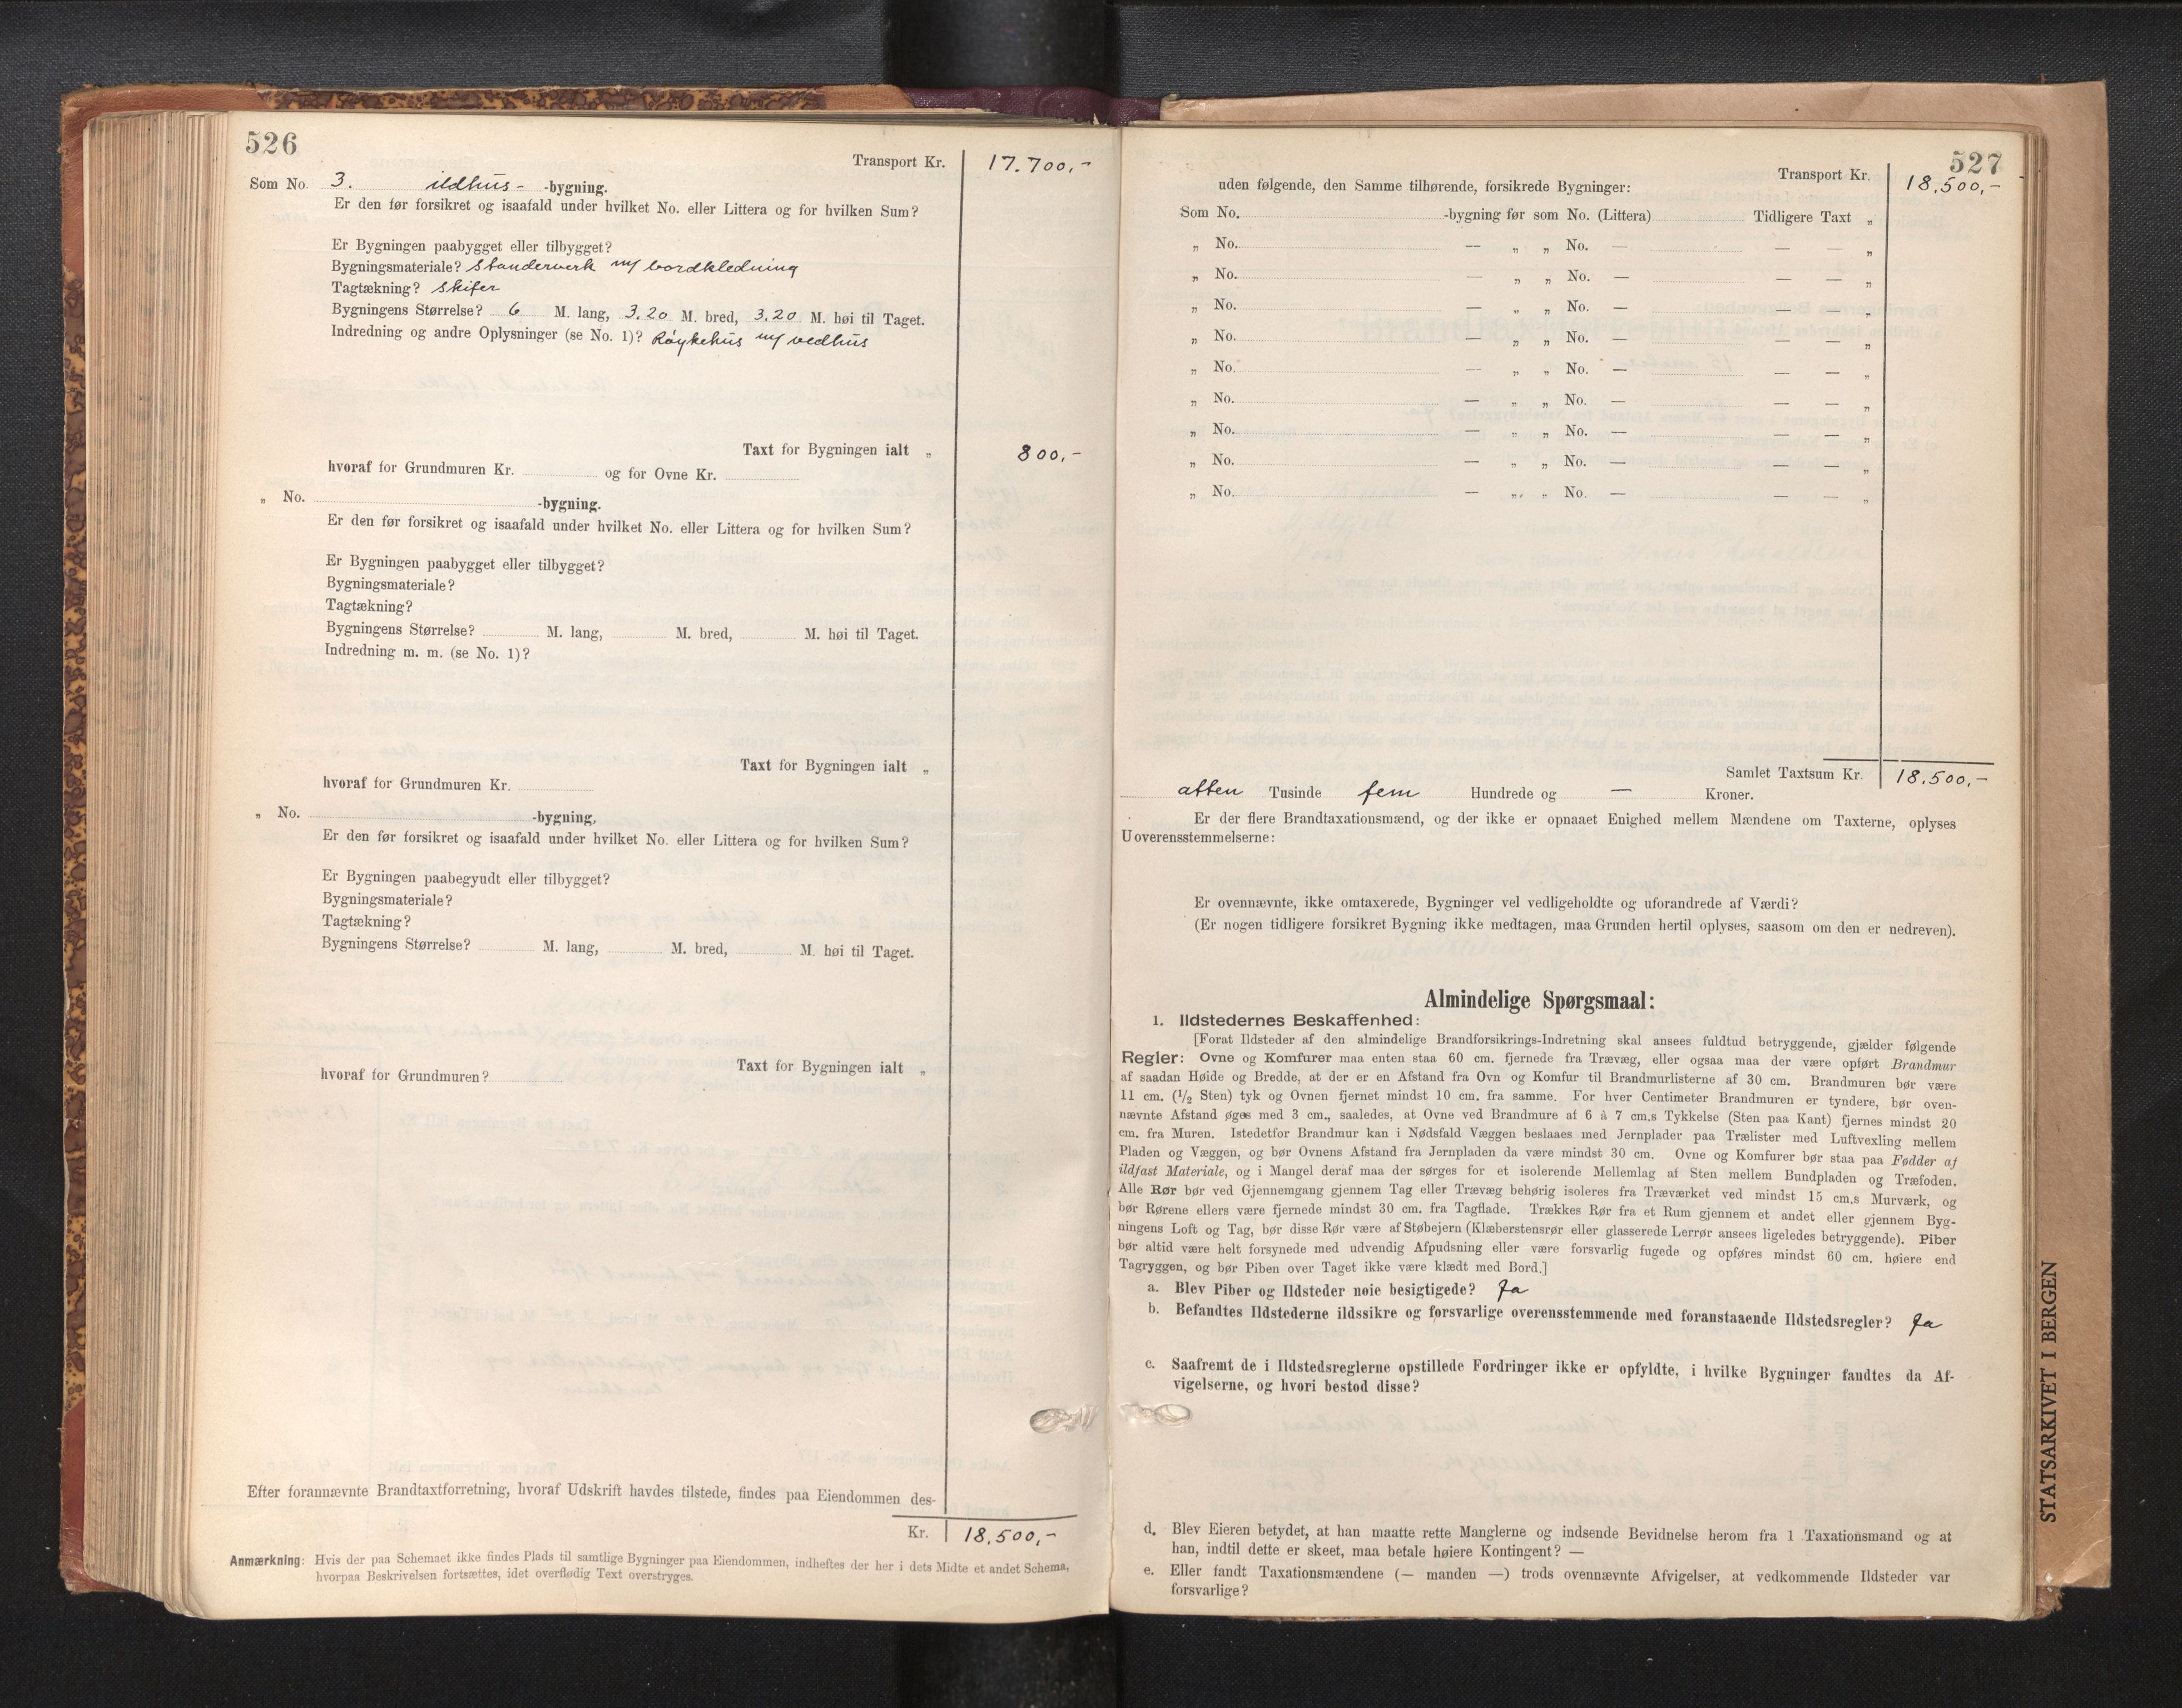 526
Transport Kr. 17.700,-
Som No. 3. ildhus- -bygning.
Er den før forsikret og isaafald under hvilket No. eller Littera og for hvilken Sum?
Er Bygningen paabygget eller tilbygget?
Bygningsmateriale? Standerverk m/ bordkledning
Tagtækning? Skifer
Bygningens Størrelse? 6 M. lang, 3.20 M. bred, 3.20 M. høi til Taget.
Indredning og andre Oplysninger (se No. 1)? Røykehus m/ vedhus
Taxt for Bygningen ialt „ 800,-
hvoraf for Grundmuren Kr. og for Ovne Kr.
„ No. -bygning.
Er den før forsikret og isaafald under hvilket No. eller Littera og for hvilken Sum?
Er Bygningen paabygget eller tilbygget?
Bygningsmateriale?
Tagtækning?
Bygningens Størrelse? M. lang, M. bred, M. høi til Taget.
Indredning m. m. (se No. 1)?
Taxt for Bygningen ialt „
hvoraf for Grundmuren Kr.
„ No. -bygning,
Er den før forsikret og isaafald under hvilket No. eller Littera og for hvilken Sum?
Er Bygningen paabegyudt eller tilbygget?
Bygningsmateriale?
Tagtækning?
Bygningens Størrelse? M. lang, M. bred, M. høi til Taget.
Taxt for Bygningen ialt „
hvoraf for Grundmuren?
Efter forannævnte Brandtaxtforretning, hvoraf Udskrift havdes tilstede, findes paa Eiendommen des-
Kr. 18.500,-
Anmærkning: Hvis der paa Schemaet ikke findes Plads til samtlige Bygninger paa Eiendommen, indheftes der her i dets Midte et andet Schema,
hvorpaa Beskrivelsen fortsættes, idet overflødig Text overstryges.
527
Transport Kr. 18.500,-
uden følgende, den Samme tilhørende, forsikrede Bygninger:
Som No. -bygning før som No. (Littera) Tidligere Taxt „
„ No. — „ „ No. — — — „
„ No. — „ „ No. — — — „
„ No. — „ „ No. — — — „
„ No. — „ „ No. — — — „
„ No. — „ „ No. — — — „
„ No. — „ „ No. — — — „
„ No. — „ „ No. — — — „
„ No. — „ „ No. — — — „
„ No. — „ „ No. — — — „
Samlet Taxtsum Kr. 18.500,-
atten Tusinde fem Hundrede og — Kroner.
Er der flere Brandtaxationsmænd, og der ikke er opnaaet Enighed mellem Mændene om Taxterne, oplyses
Uoverensstemmelserne:
Er ovennævnte, ikke omtaxerede, Bygninger vel vedligeholdte og uforandrede af Værdi?
(Er nogen tidligere forsikret Bygning ikke medtagen, maa Grunden hertil oplyses, saasom om den er nedreven).
Almindelige Spørgsmaal:
1. Ildstedernes Beskaffenhed:
[Forat Ildsteder af den almindelige Brandforsikrings-Indretning skal ansees fuldtud betryggende, gjælder følgende
Regler: Ovne og Komfurer maa enten staa 60 cm. fjernede fra Trævæg, eller ogsaa maa der være opført Brandmur
af saadan Høide og Bredde, at der er en Afstand fra Ovn og Komfur til Brandmurlisterne af 30 cm. Brandmuren bør være
11 cm. (1/2 Sten) tyk og Ovnen fjernet mindst 10 cm. fra samme. For hver Centimeter Brandmuren er tyndere, bør oven-
nævnte Afstand øges med 3 cm., saaledes, at Ovne ved Brandmure af 6 à 7 cm.s Tykkelse (Sten paa Kant) fjernes mindst 20
cm. fra Muren. Istedetfor Brandmur kan i Nødsfald Væggen beslaaes med Jernplader paa Trælister med Luftvexling mellem
Pladen og Væggen, og bør Ovnens Afstand fra Jernpladen da være mindst 30 cm. Ovne og Komfurer bør staa paa Fødder af
ildfast Materiale, og i Mangel deraf maa der sørges for et isolerende Mellemlag af Sten mellem Bundpladen og Træfoden.
Alle Rør bør ved Gjennemgang gjennem Tag eller Trævæg behørig isoleres fra Træværket ved mindst 15 cm.s Murværk, og
bør Rørene ellers være fjernede mindst 30 cm. fra Tagflade. Trækkes Rør fra et Rum gjennem et andet eller gjennem Byg-
ningens Loft og Tag, bør disse Rør være af Støbejern (Klæberstensrør eller glasserede Lerrør ansees ligeledes betryggende). Piber
bør altid være helt forsynede med udvendig Afpudsning eller være forsvarlig fugede og opføres mindst 60 cm. høiere end
Tagryggen, og bør Piben over Taget ikke være klædt med Bord.]
a. Blev Piber og Ildsteder nøie besigtigede? Ja
b. Befandtes Ildstederne ildssikre og forsvarlige overensstemmende med foranstaaende Ildstedsregler? Ja
c. Saafremt de i Ildstedsreglerne opstillede Fordringer ikke er opfyldte, i hvilke Bygninger fandtes da Af-
vigelserne, og hvori bestod disse?
d. Blev Eieren betydet, at han maatte rette Manglerne og indsende Bevidnelse herom fra 1 Taxationsmand og at
han, indtil dette er skeet, maa betale høiere Kontingent? —
e. Eller fandt Taxationsmændene (— manden —) trods ovennævnte Afvigelser, at vedkommende Ildsteder var
forsvarlige?
STATSARKIVET I BERGEN